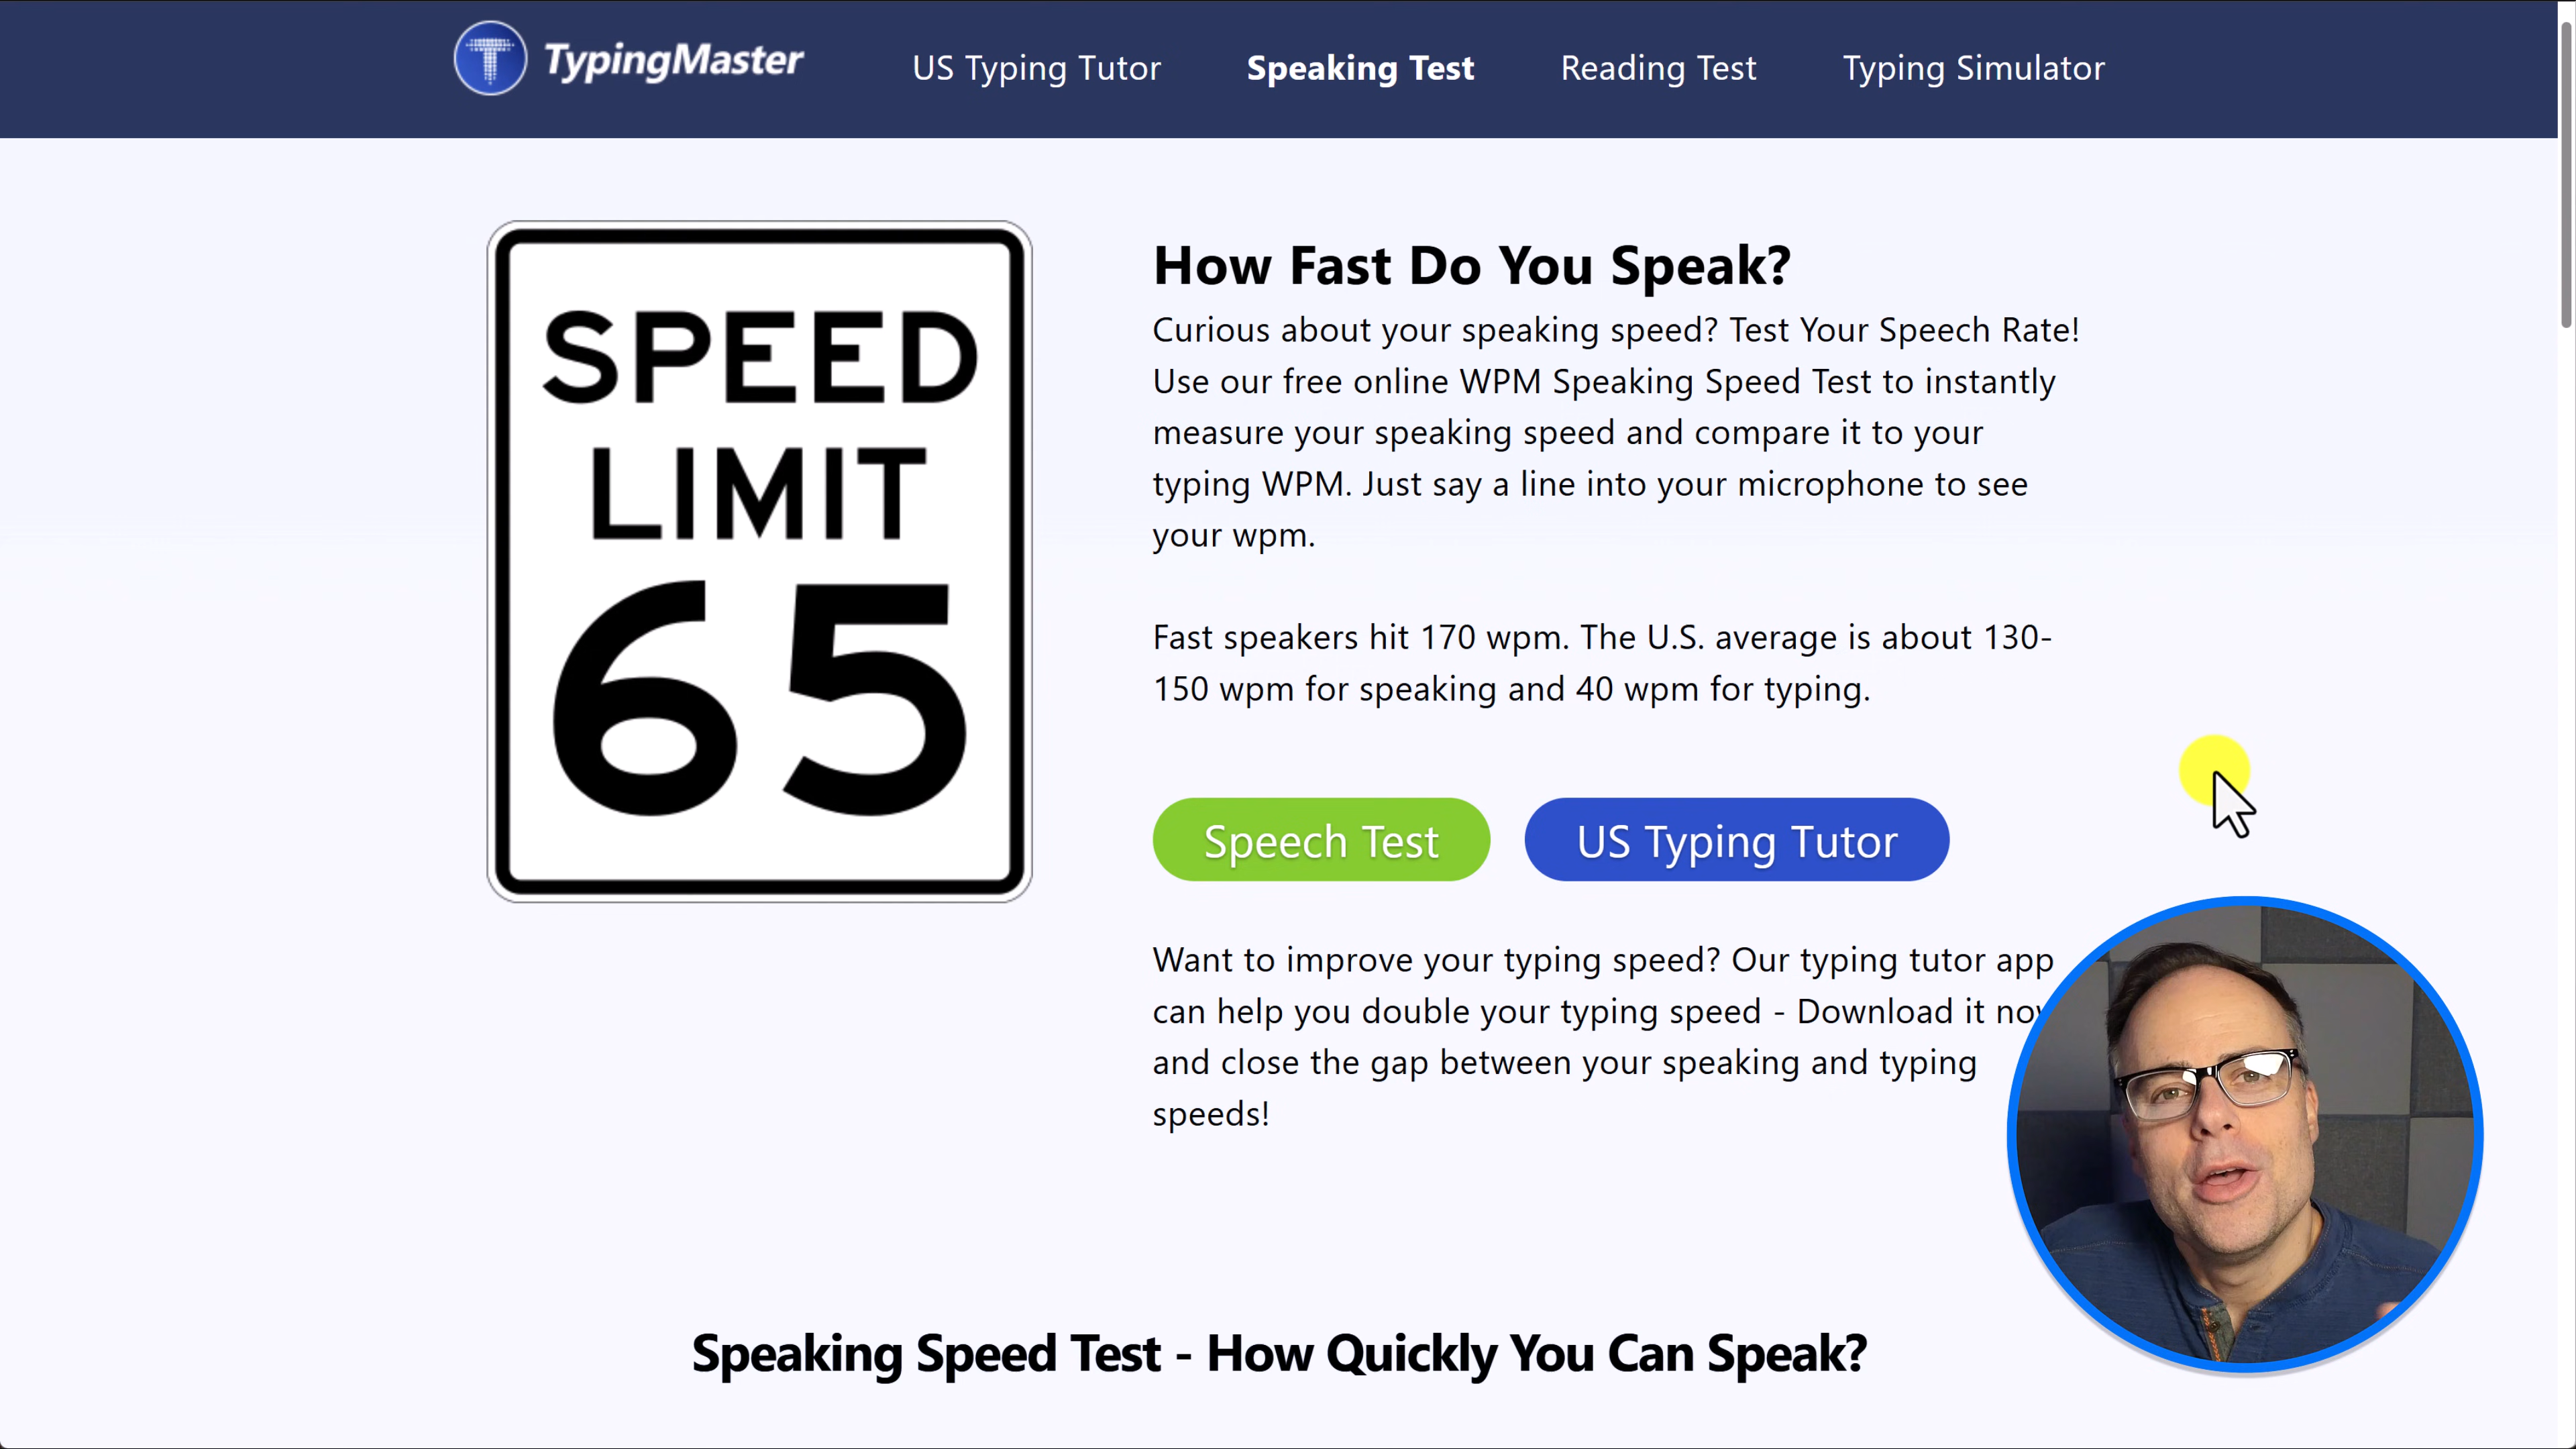 TypingMaster
US Typing Tutor
Speaking Test
Reading Test
Typing Simulator
SPEED
LIMIT
65
How Fast Do You Speak?
Curious about your speaking speed? Test Your Speech Rate!
Use our free online WPM Speaking Speed Test to instantly
measure your speaking speed and compare it to your
typing WPM. Just say a line into your microphone to see
your wpm.
Fast speakers hit 170 wpm. The U.S. average is about 130-
150 wpm for speaking and 40 wpm for typing.
Speech Test
US Typing Tutor
Want to improve your typing speed? Our typing tutor app
can help you double your typing speed - Download it now
and close the gap between your speaking and typing
speeds!
Speaking Speed Test - How Quickly You Can Speak?